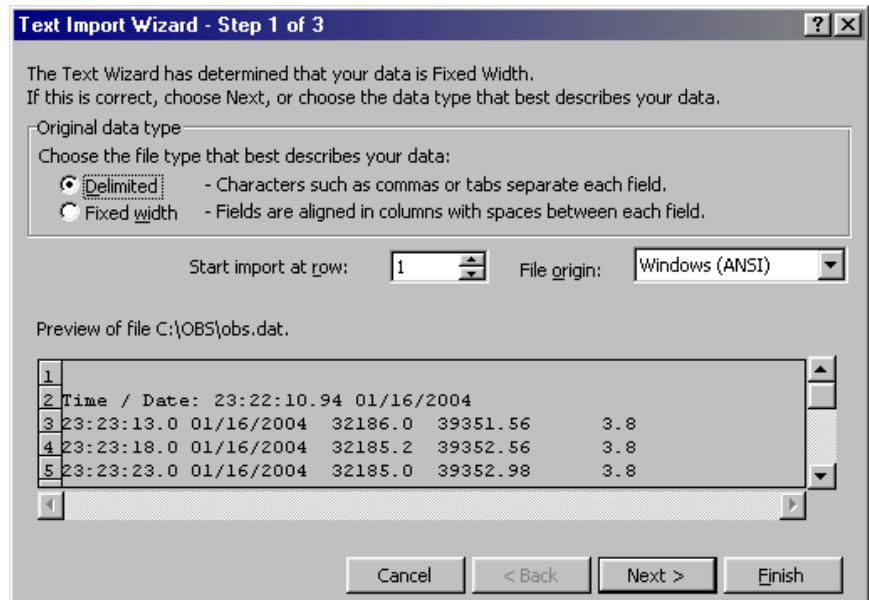 Text Import Wizard - Step 1 of 3
The Text Wizard has determined that your data is Fixed Width.
If this is correct, choose Next, or choose the data type that best describes your data.
Original data type
Choose the file type that best describes your data:
Delimited - Characters such as commas or tabs separate each field.
Fixed width - Fields are aligned in columns with spaces between each field.
Start import at row: 1 File origin: Windows (ANSI)
Preview of file C:\OBS\obs.dat.
1
2 Time / Date: 23:22:10.94 01/16/2004
3 23:23:13.0 01/16/2004 32186.0 39351.56 3.8
4 23:23:18.0 01/16/2004 32185.2 39352.56 3.8
5 23:23:23.0 01/16/2004 32185.0 39352.98 3.8
Cancel < Back Next > Finish